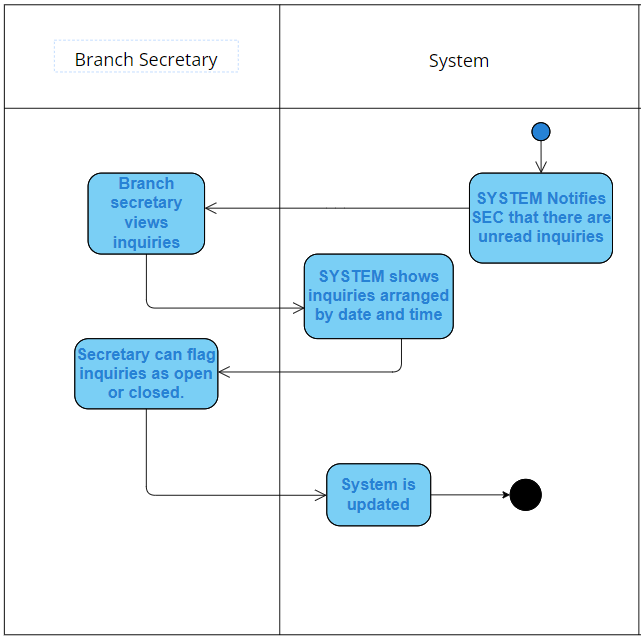 Branch Secretary
System
SYSTEM Notifies
SEC that there are
unread inquiries
Branch
secretary
views
inquiries
SYSTEM shows
inquiries arranged
by date and time
Secretary can flag
inquiries as open
or closed.
System is
updated